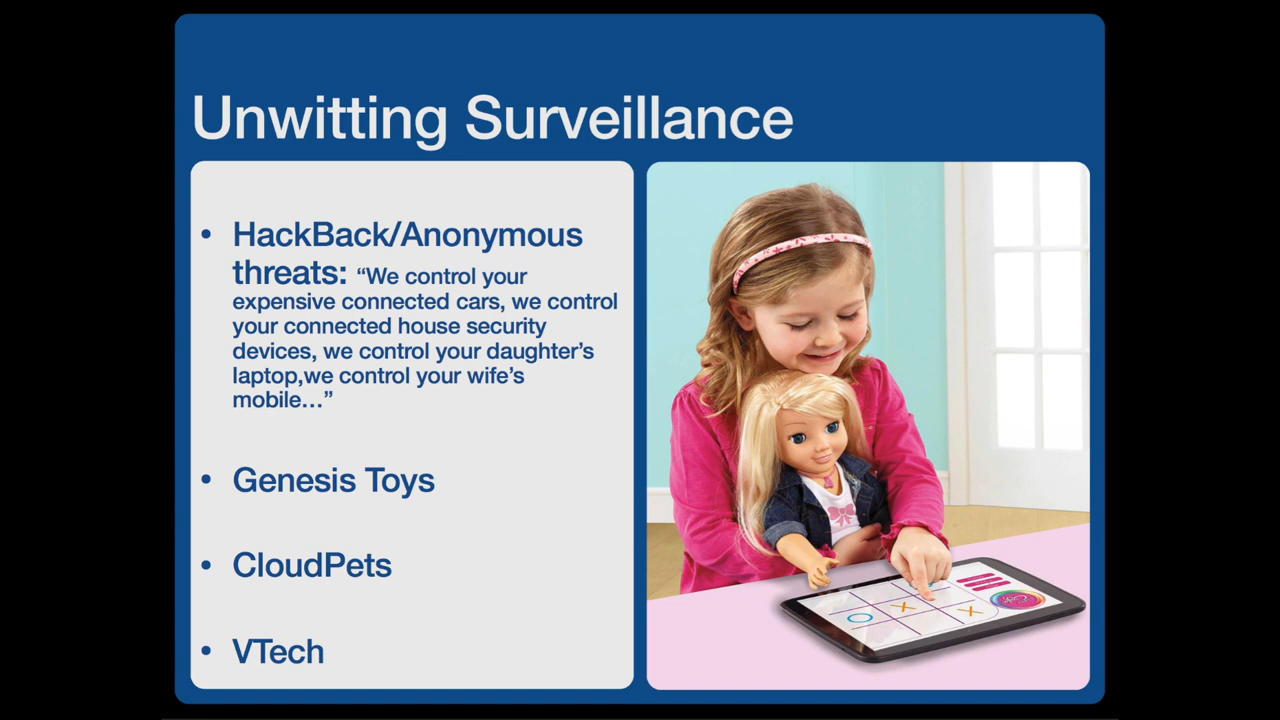 Unwitting Surveillance
• HackBack/Anonymous
threats: “We control your
expensive connected cars, we control
your connected house security
devices, we control your daughter’s
laptop,we control your wife’s
mobile…”
• Genesis Toys
• CloudPets
• VTech